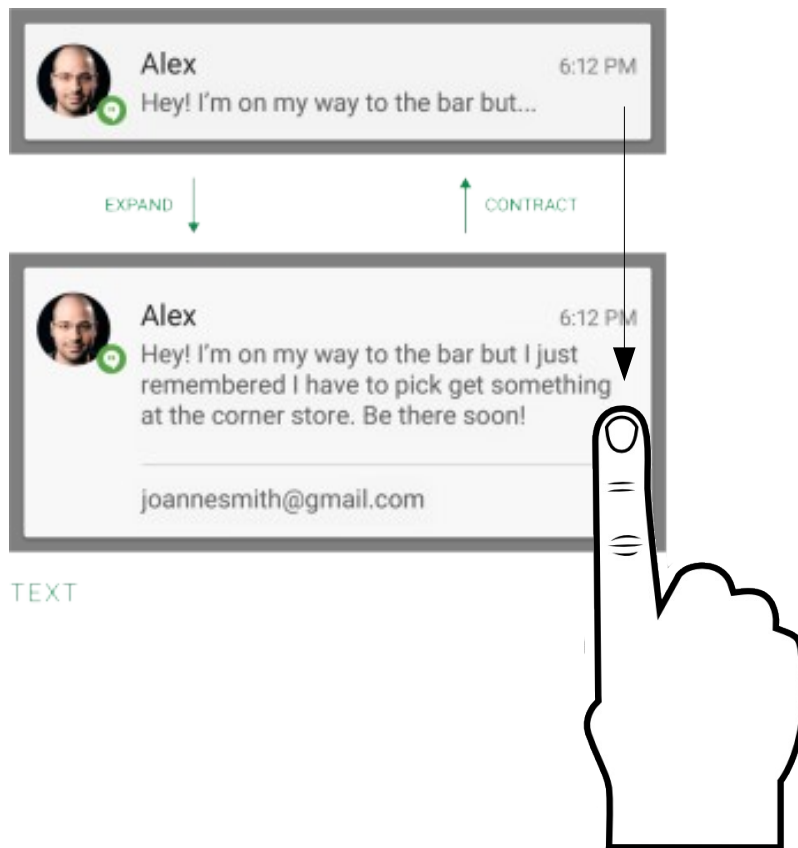 Alex
6:12 PM
Hey! I'm on my way to the bar but...
EXPAND
CONTRACT
Alex
6:12 PM
Hey! I'm on my way to the bar but I just
remembered I have to pick get something
at the corner store. Be there soon!
joannesmith@gmail.com
TEXT